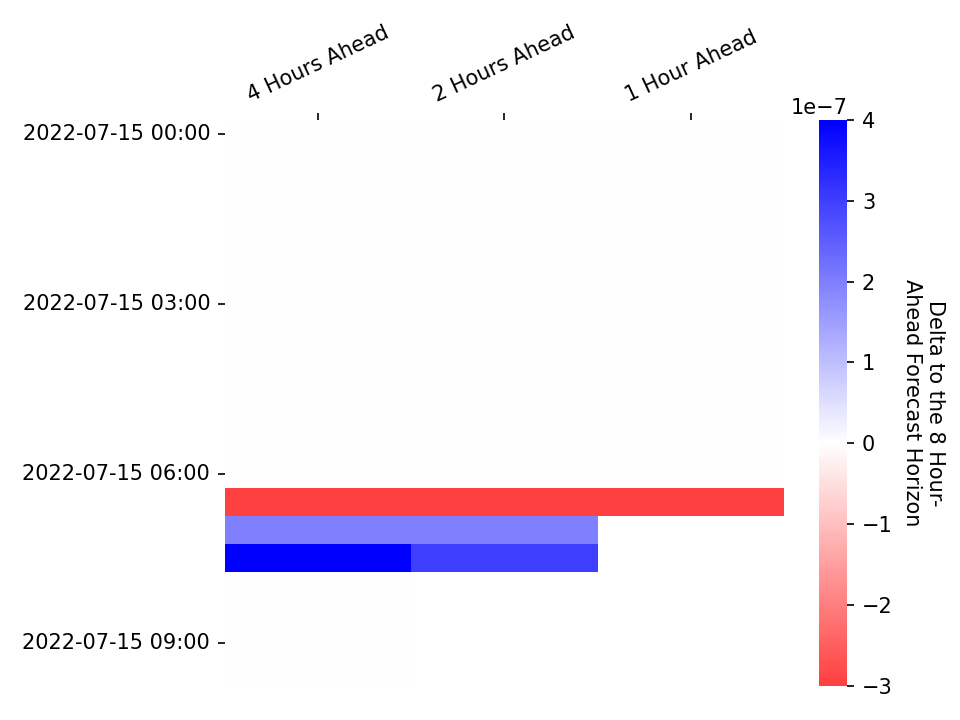 4 Hours Ahead
2 Hours Ahead
1 Hour Ahead
2022-07-15 00:00
2022-07-15 03:00
2022-07-15 06:00
2022-07-15 09:00
1e−7
4
3
2
1
0
−1
−2
−3
Delta to the 8 Hour-
Ahead Forecast Horizon